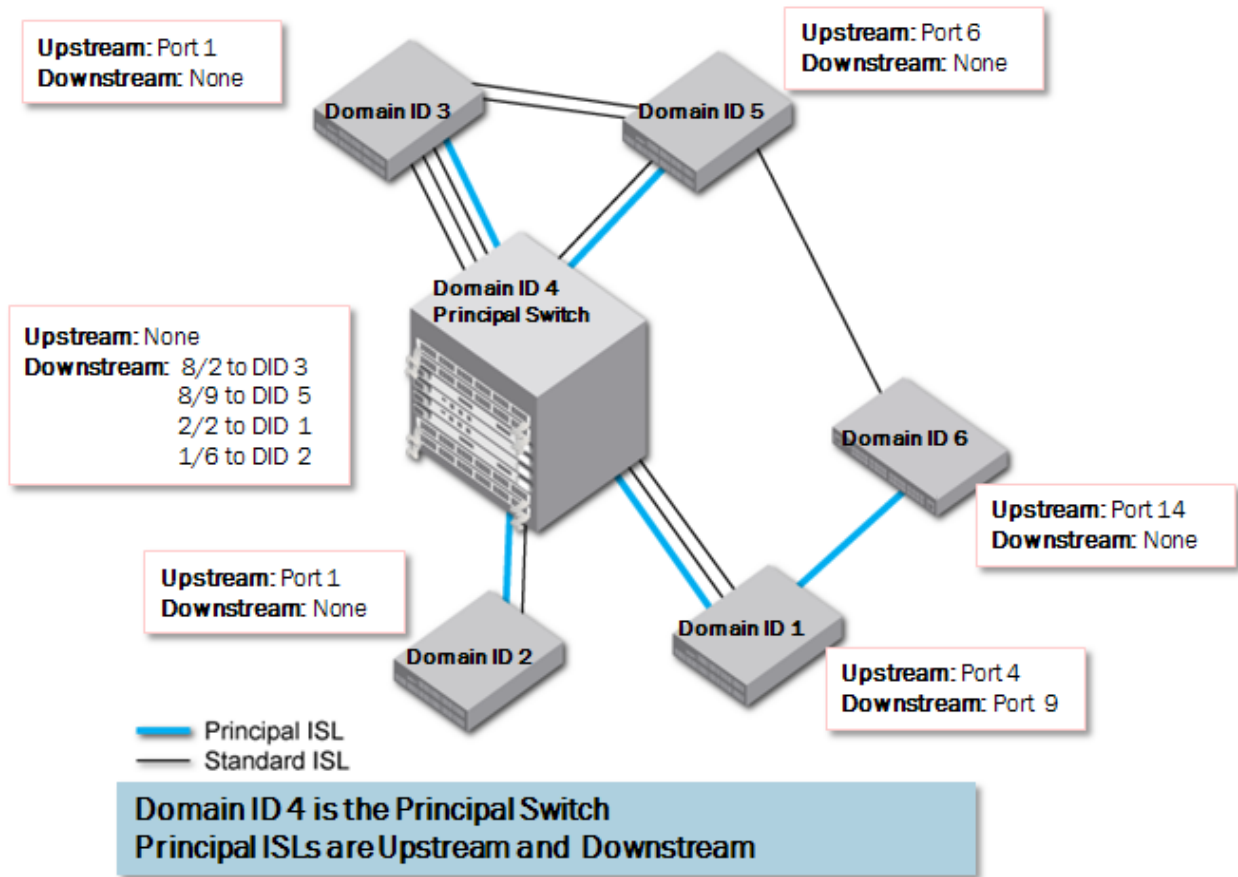 Upstream: Port 1
Downstream: None
Upstream: Port 6
Downstream: None
Domain ID 3
Domain ID 5
Domain ID 4
Principal Switch
Upstream: None
Downstream: 8/2 to DID 3
8/9 to DID 5
2/2 to DID 1
1/6 to DID 2
Domain ID 6
Upstream: Port 14
Downstream: None
Upstream: Port 1
Downstream: None
Domain ID 2
Domain ID 1
Upstream: Port 4
Downstream: Port 9
Principal ISL
Standard ISL
Domain ID 4 is the Principal Switch
Principal ISLs are Upstream and Downstream